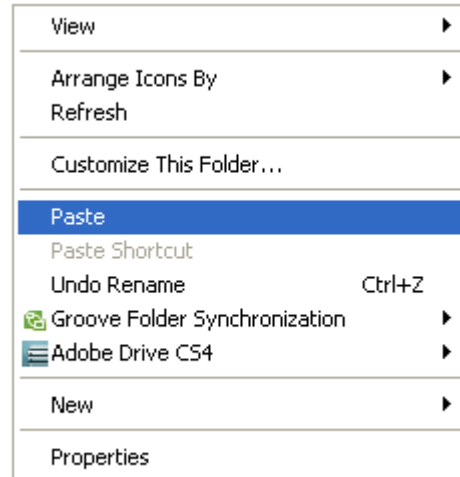 View
Arrange Icons By
Refresh
Customize This Folder...
Paste
Paste Shortcut
Undo Rename Ctrl+Z
Groove Folder Synchronization
Adobe Drive CS4
New
Properties